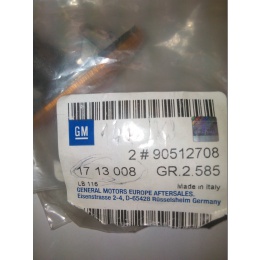 GM
2 # 90512708
17 13 008 GR.2.585
LB 116 Made in Italy
GENERAL MOTORS EUROPE AFTERSALES.
Eisenstrasse 2-4, D-65428 Rüsselsheim Germany